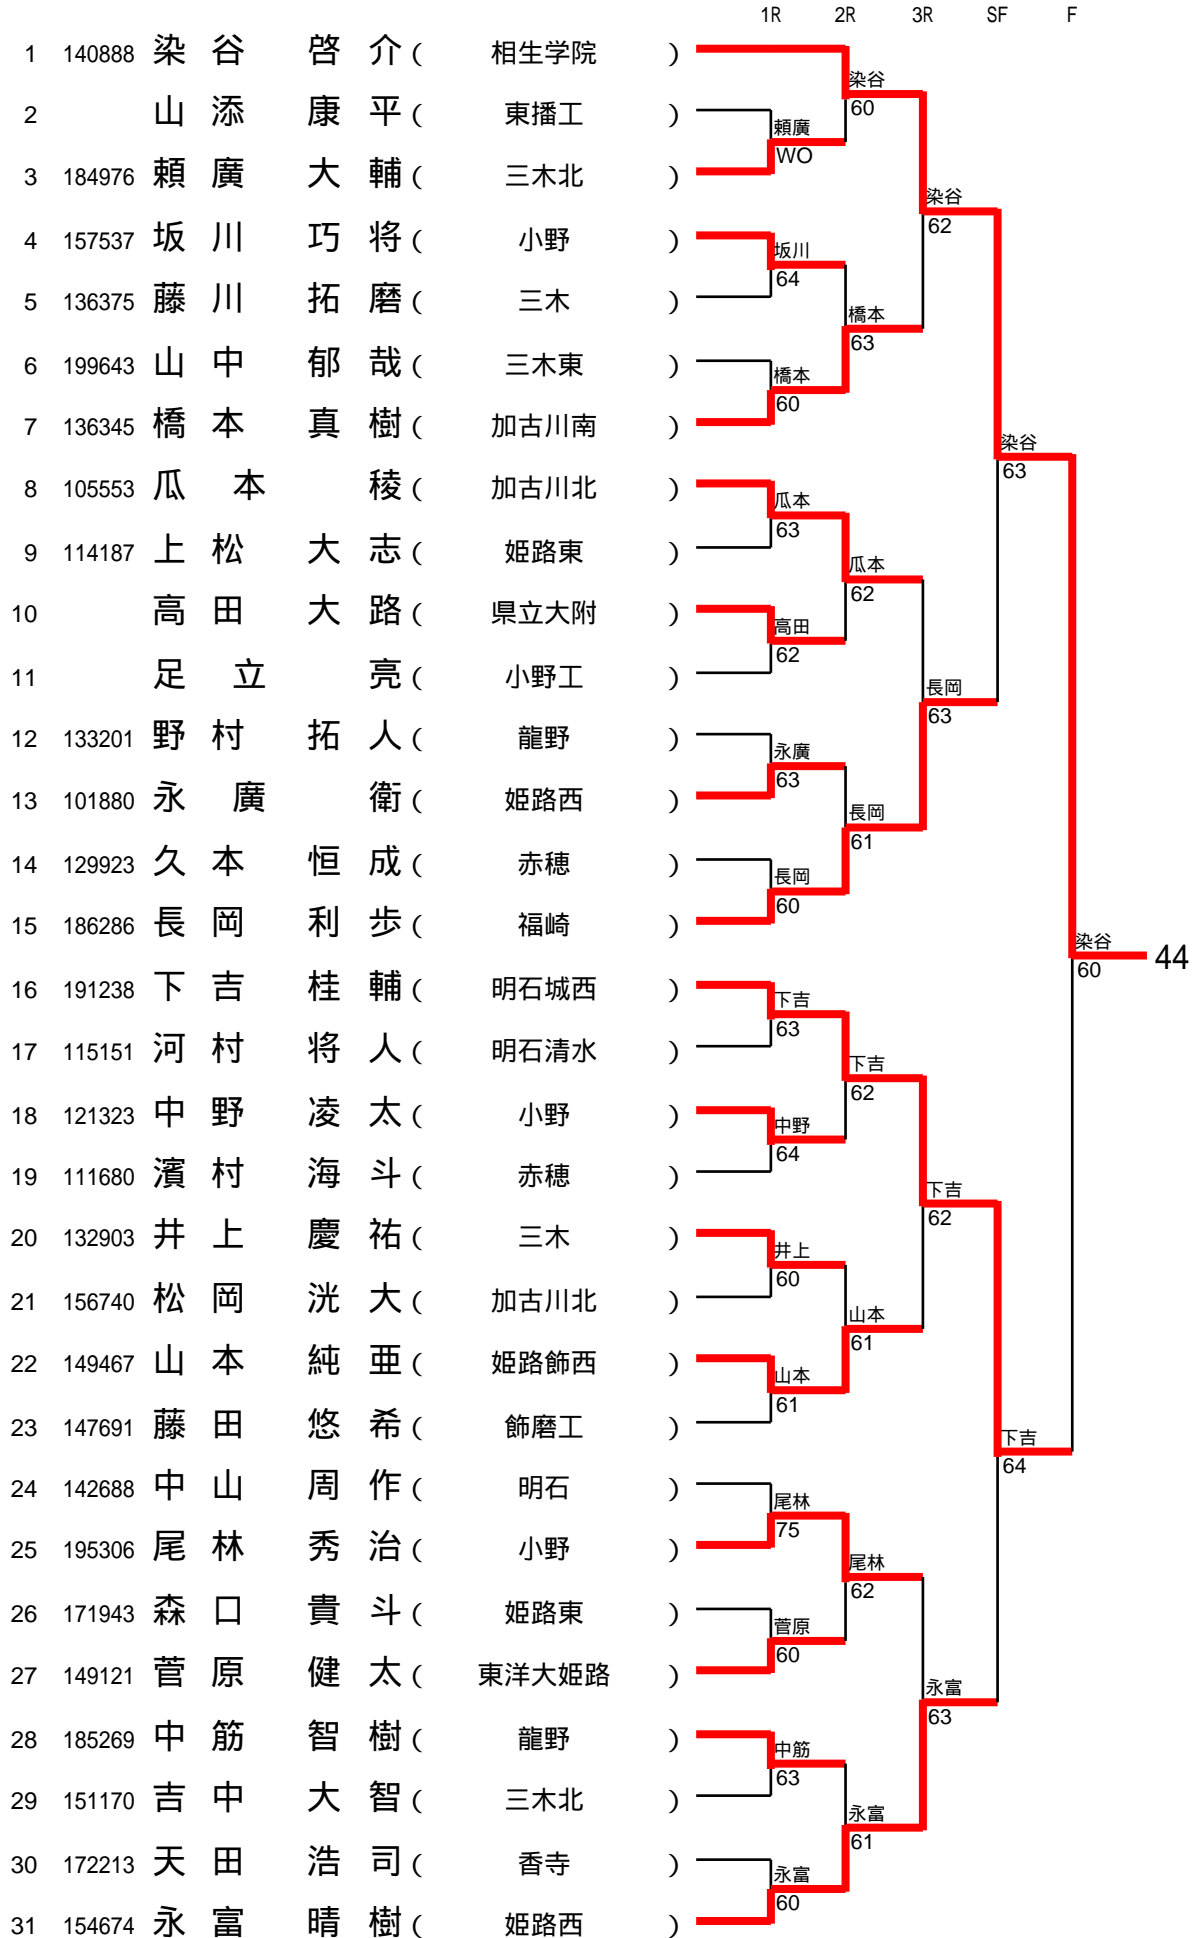 1R 2R 3R SF F
1 140888 染谷 啓介 ( 相生学院 )
染谷
60
2 山添 康平 ( 東播工 )
頼廣
WO
3 184976 頼廣 大輔 ( 三木北 )
染谷
62
4 157537 坂川 巧将 ( 小野 )
坂川
64
5 136375 藤川 拓磨 ( 三木 )
橋本
63
6 199643 山中 郁哉 ( 三木東 )
橋本
60
7 136345 橋本 真樹 ( 加古川南 )
染谷
63
8 105553 瓜本 稜 ( 加古川北 )
瓜本
63
9 114187 上松 大志 ( 姫路東 )
瓜本
62
10 高田 大路 ( 県立大附 )
高田
62
11 足立 亮 ( 小野工 )
長岡
63
12 133201 野村 拓人 ( 龍野 )
永廣
63
13 101880 永廣 衛 ( 姫路西 )
長岡
61
14 129923 久本 恒成 ( 赤穂 )
長岡
60
15 186286 長岡 利歩 ( 福崎 )
染谷
60
44
16 191238 下吉 桂輔 ( 明石城西 )
下吉
63
17 115151 河村 将人 ( 明石清水 )
下吉
62
18 121323 中野 凌太 ( 小野 )
中野
64
19 111680 濱村 海斗 ( 赤穂 )
下吉
62
20 132903 井上 慶祐 ( 三木 )
井上
60
21 156740 松岡 洸大 ( 加古川北 )
山本
61
22 149467 山本 純亜 ( 姫路飾西 )
山本
61
23 147691 藤田 悠希 ( 飾磨工 )
下吉
64
24 142688 中山 周作 ( 明石 )
尾林
75
25 195306 尾林 秀治 ( 小野 )
尾林
62
26 171943 森口 貴斗 ( 姫路東 )
菅原
60
27 149121 菅原 健太 ( 東洋大姫路 )
永富
63
28 185269 中筋 智樹 ( 龍野 )
中筋
63
29 151170 吉中 大智 ( 三木北 )
永富
61
30 172213 天田 浩司 ( 香寺 )
永富
60
31 154674 永富 晴樹 ( 姫路西 )